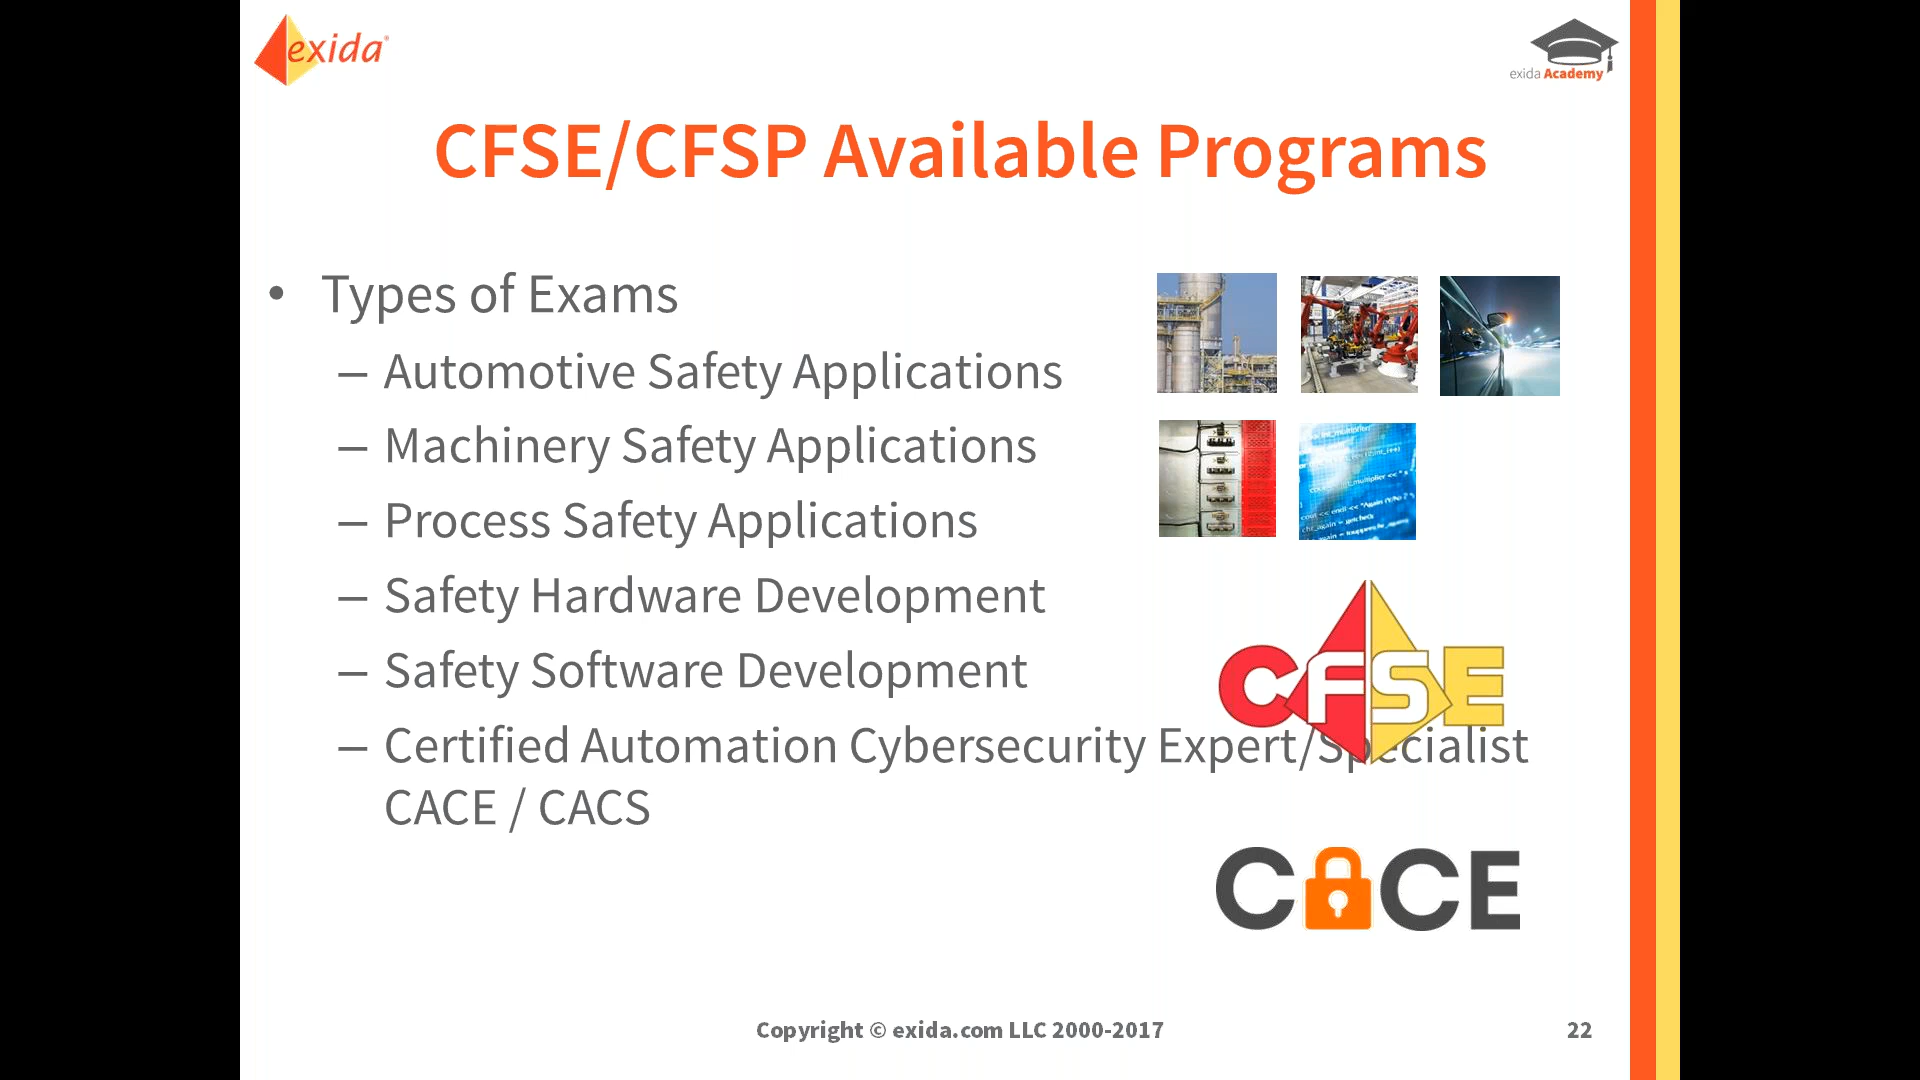 exida
exida Academy
CFSE/CFSP Available Programs
• Types of Exams
– Automotive Safety Applications
– Machinery Safety Applications
– Process Safety Applications
– Safety Hardware Development
– Safety Software Development
– Certified Automation Cybersecurity Expert/Specialist
CACE / CACS
CFSE
CACE
Copyright © exida.com LLC 2000-2017
22